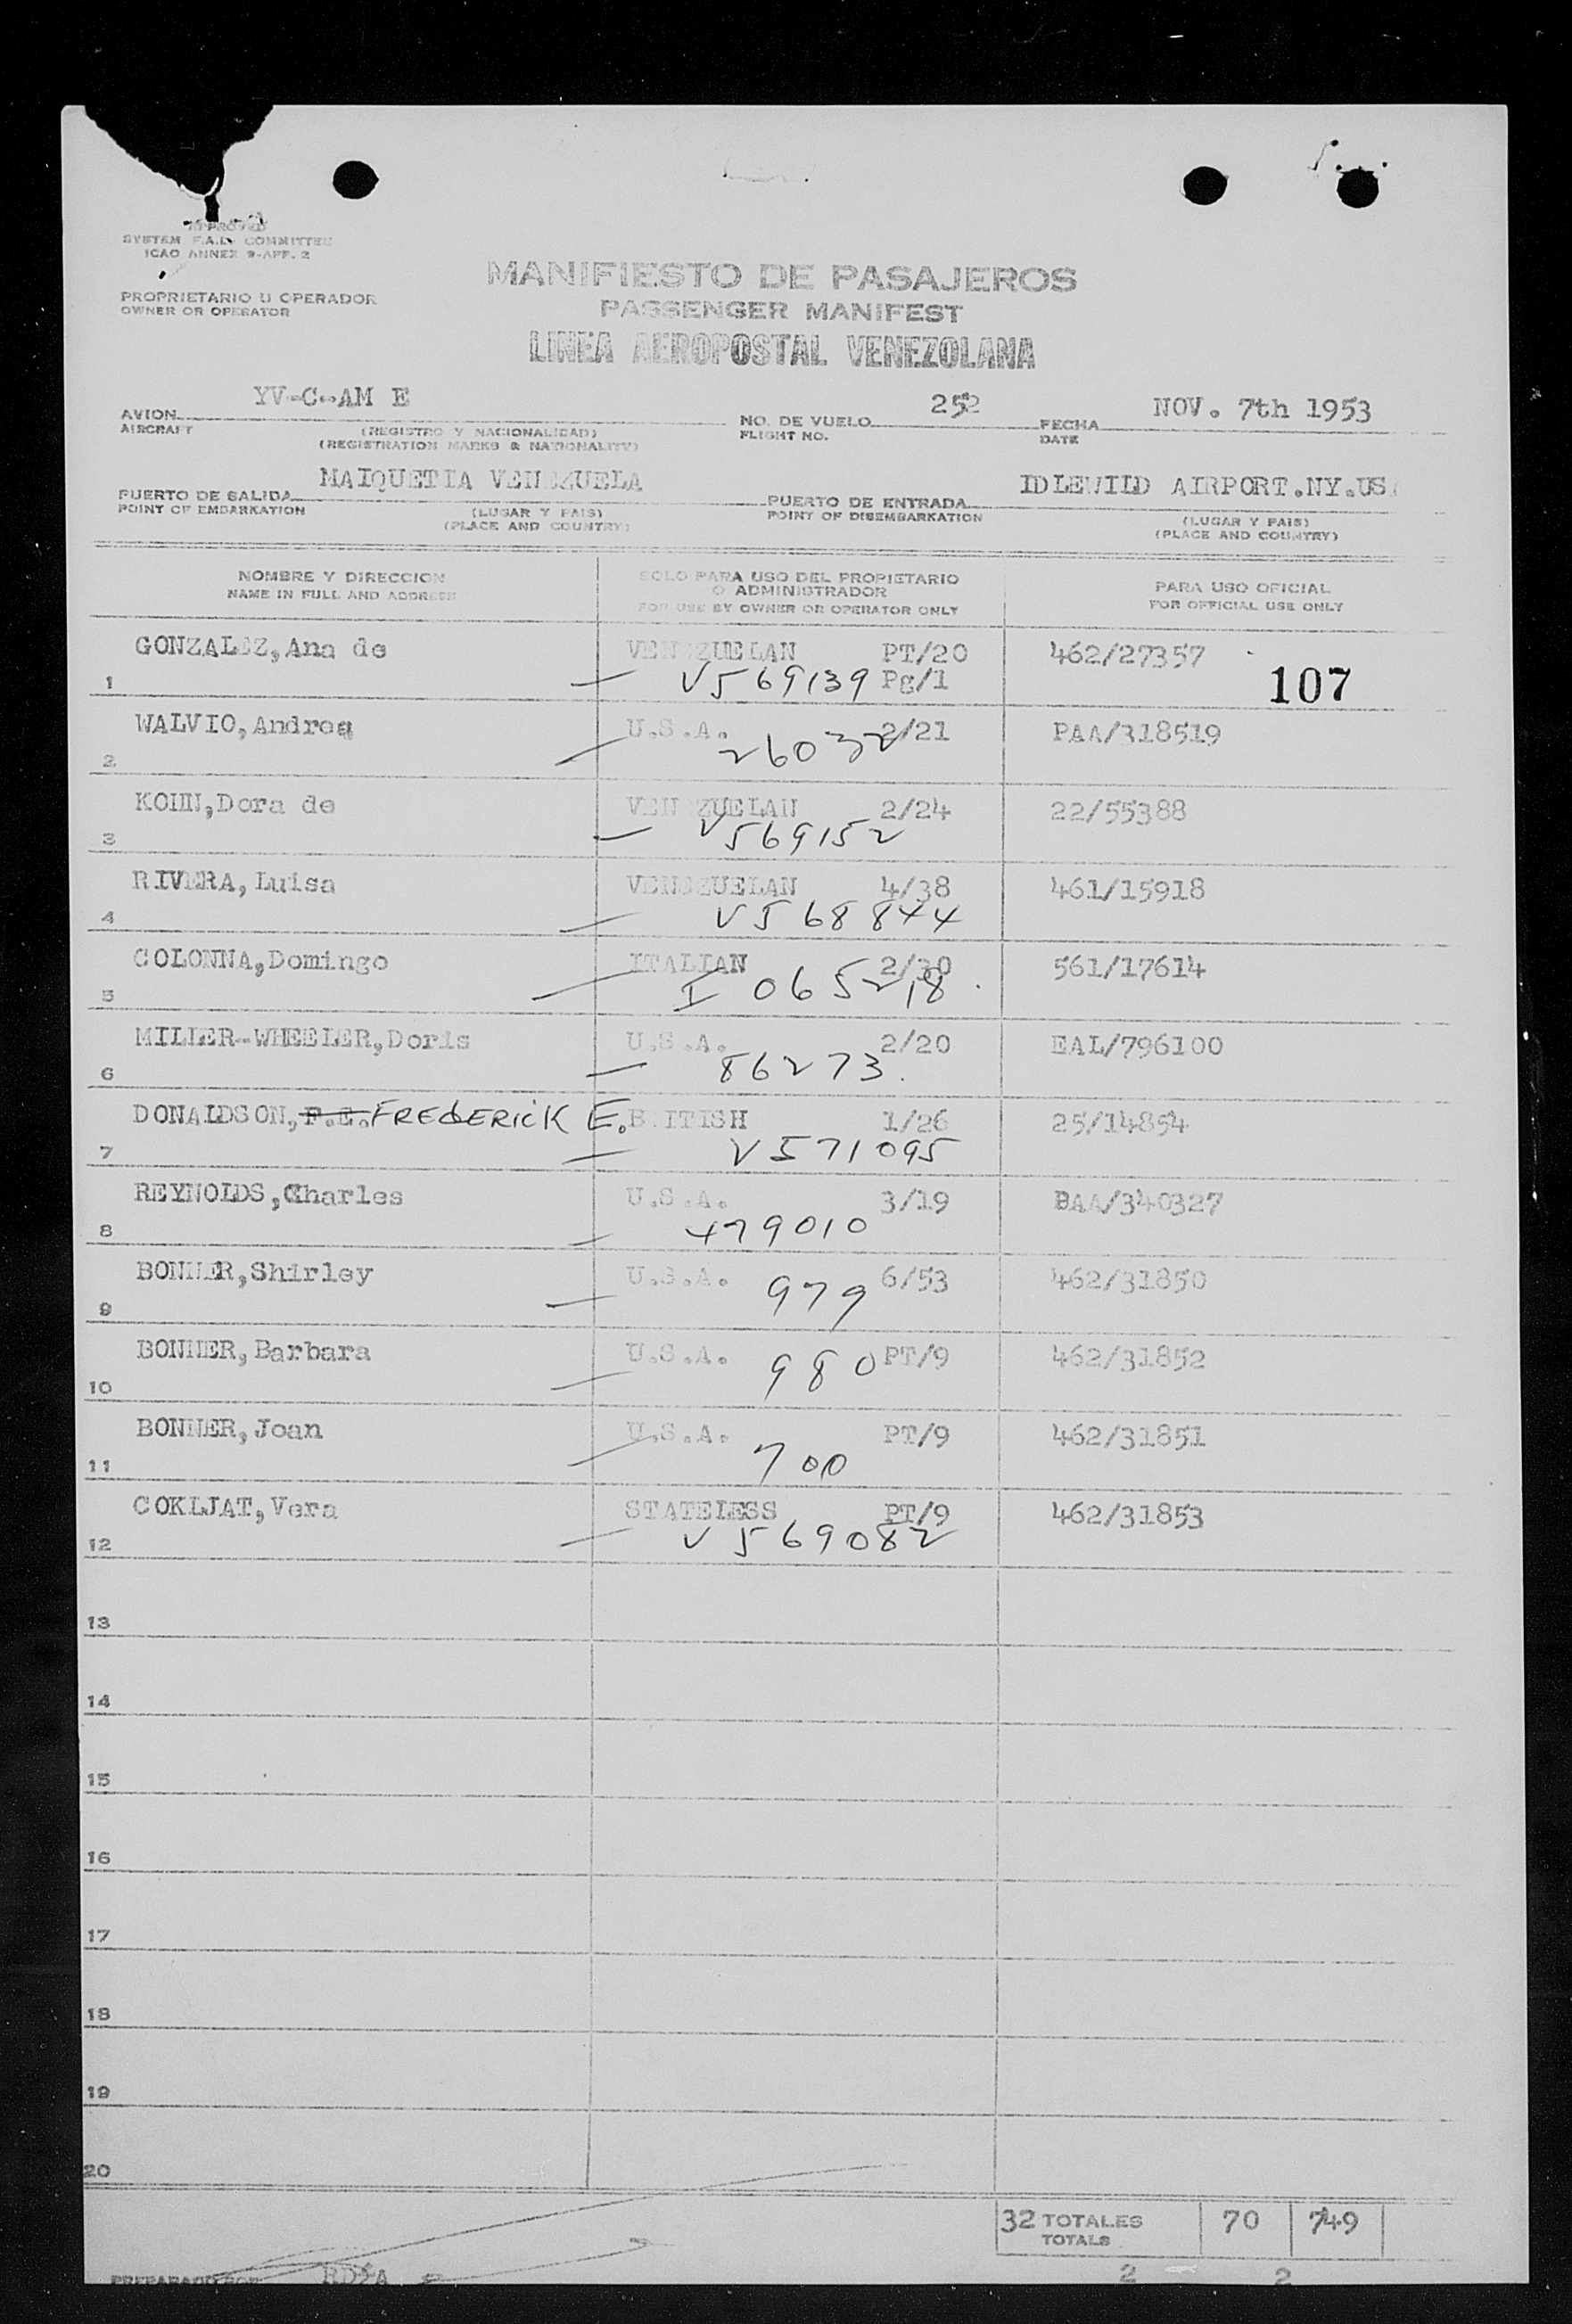 APPROVED
SYSTEM F.A.L. COMMITTEE
ICAO ANNEX 9-APP. 2
PROPRIETARIO U OPERADOR
OWNER OR OPERATOR
MANIFIESTO DE PASAJEROS
PASSENGER MANIFEST
LINEA AEROPOSTAL VENEZOLANA
AVION YV-C-AM E NO. DE VUELO 252 FECHA NOV. 7th 1953
AIRCRAFT (REGISTRO Y NACIONALIDAD) FLIGHT NO. DATE
(REGISTRATION MARKS & NATIONALITY)
PUERTO DE SALIDA MAIQUETIA VENEZUELA PUERTO DE ENTRADA IDLEWILD AIRPORT.NY.US
POINT OF EMBARKATION (LUGAR Y PAIS) POINT OF DISEMBARKATION (LUGAR Y PAIS)
(PLACE AND COUNTRY) (PLACE AND COUNTRY)
NOMBRE Y DIRECCION SOLO PARA USO DEL PROPIETARIO O ADMINISTRADOR PARA USO OFICIAL
NAME IN FULL AND ADDRESS FOR USE BY OWNER OR OPERATOR ONLY FOR OFFICIAL USE ONLY
GONZALEZ,Ana de VENEZUELAN PT/20 462/27357
1 V569139 Pg/1 107
WALVIO,Andrea U.S.A. 2/21 PAA/318519
2 26032
KOHN,Dora de VENEZUELAN 2/24 22/55388
3 V569152
RIVERA,Luisa VENEZUELAN 4/38 461/15918
4 V568844
COLONNA,Domingo ITALIAN 2/30 561/17614
5 I 065218
MILLER-WHEELER,Doris U.S.A. 2/20 EAL/796100
6 86273
DONALDSON,F.E.FREDERICK E. BRITISH 1/26 25/14854
7 V571095
REYNOLDS,Charles U.S.A. 3/19 BAA/340327
8 479010
BONNER,Shirley U.S.A. 6/53 462/31850
9 979
BONNER,Barbara U.S.A. PT/9 462/31852
10 980
BONNER,Joan U.S.A. PT/9 462/31851
11 700
COKLJAT,Vera STATELESS PT/9 462/31853
12 V569082
13
14
15
16
17
18
19
20
32 TOTALES 70 749
TOTALS
PREPARADO POR
2 2